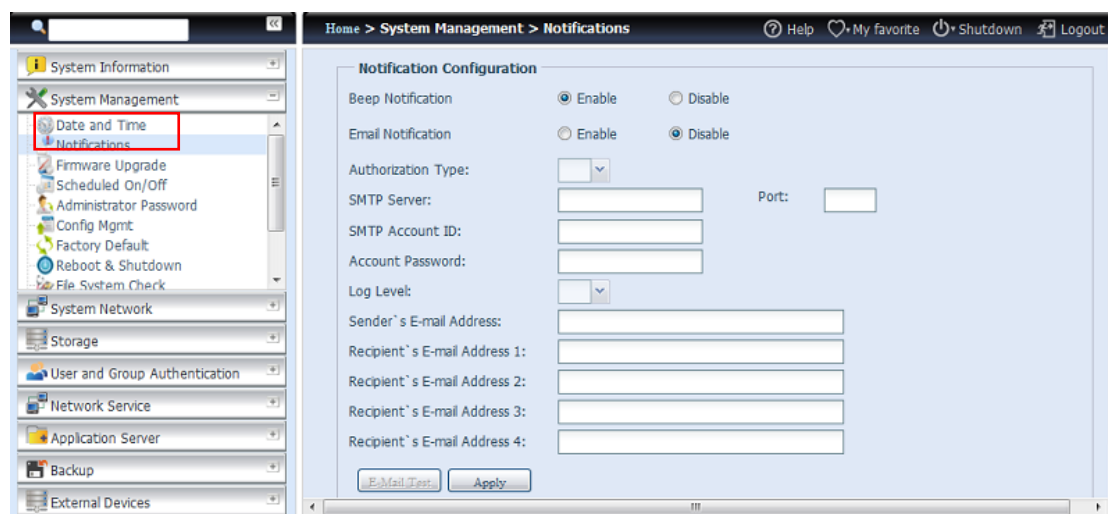 Home > System Management > Notifications
Help My favorite Shutdown Logout
System Information
System Management
Date and Time
Notifications
Firmware Upgrade
Scheduled On/Off
Administrator Password
Config Mgmt
Factory Default
Reboot & Shutdown
File System Check
System Network
Storage
User and Group Authentication
Network Service
Application Server
Backup
External Devices
Notification Configuration
Beep Notification Enable Disable
Email Notification Enable Disable
Authorization Type:
SMTP Server: Port:
SMTP Account ID:
Account Password:
Log Level:
Sender`s E-mail Address:
Recipient`s E-mail Address 1:
Recipient`s E-mail Address 2:
Recipient`s E-mail Address 3:
Recipient`s E-mail Address 4:
E-Mail Test Apply